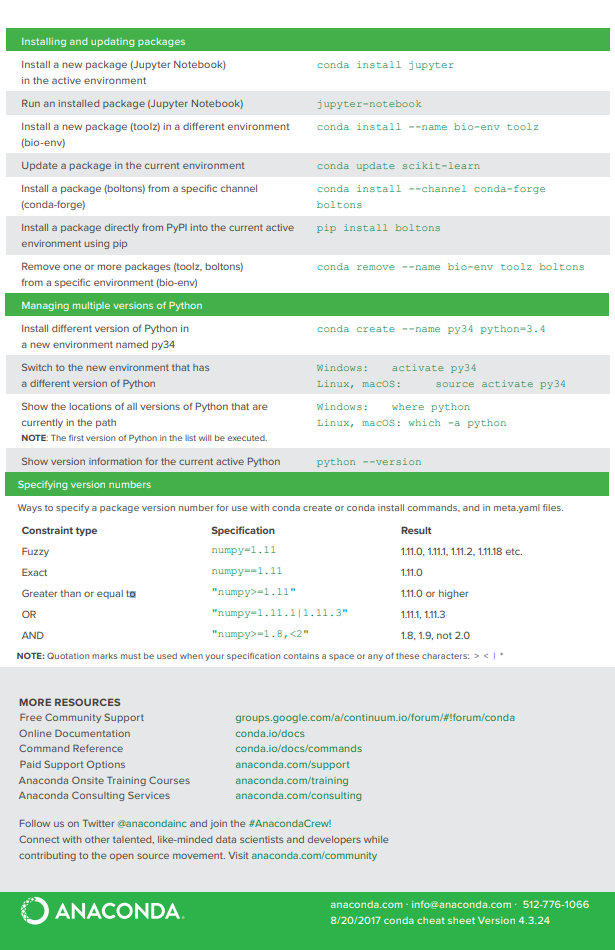 Installing and updating packages
Install a new package (Jupyter Notebook)
in the active environment
conda install jupyter
Run an installed package (Jupyter Notebook)
jupyter-notebook
Install a new package (toolz) in a different environment
(bio-env)
conda install --name bio-env toolz
Update a package in the current environment
conda update scikit-learn
Install a package (boltons) from a specific channel
(conda-forge)
conda install --channel conda-forge
boltons
Install a package directly from PyPI into the current active
environment using pip
pip install boltons
Remove one or more packages (toolz, boltons)
from a specific environment (bio-env)
conda remove --name bio-env toolz boltons
Managing multiple versions of Python
Install different version of Python in
a new environment named py34
conda create --name py34 python=3.4
Switch to the new environment that has
a different version of Python
Windows: activate py34
Linux, macOS: source activate py34
Show the locations of all versions of Python that are
currently in the path
NOTE: The first version of Python in the list will be executed.
Windows: where python
Linux, macOS: which -a python
Show version information for the current active Python
python --version
Specifying version numbers
Ways to specify a package version number for use with conda create or conda install commands, and in meta.yaml files.
Constraint type Specification Result
Fuzzy numpy=1.11 1.11.0, 1.11.1, 1.11.2, 1.11.18 etc.
Exact numpy==1.11 1.11.0
Greater than or equal to "numpy>=1.11" 1.11.0 or higher
OR "numpy=1.11.1|1.11.3" 1.11.1, 1.11.3
AND "numpy>=1.8,<2" 1.8, 1.9, not 2.0
NOTE: Quotation marks must be used when your specification contains a space or any of these characters: > < | *
MORE RESOURCES
Free Community Support groups.google.com/a/continuum.io/forum/#!forum/conda
Online Documentation conda.io/docs
Command Reference conda.io/docs/commands
Paid Support Options anaconda.com/support
Anaconda Onsite Training Courses anaconda.com/training
Anaconda Consulting Services anaconda.com/consulting
Follow us on Twitter @anacondainc and join the #AnacondaCrew!
Connect with other talented, like-minded data scientists and developers while
contributing to the open source movement. Visit anaconda.com/community
ANACONDA.
anaconda.com · info@anaconda.com · 512-776-1066
8/20/2017 conda cheat sheet Version 4.3.24